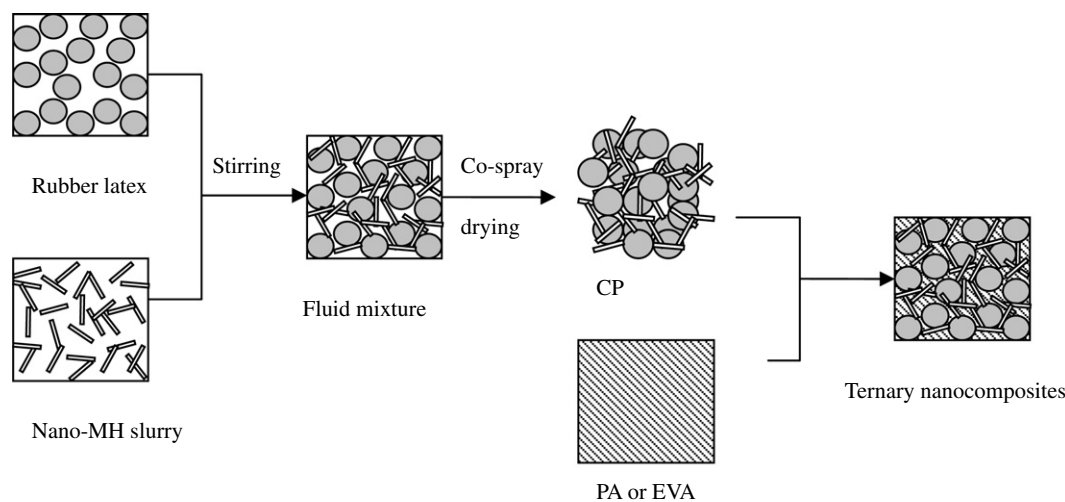 Rubber latex
Stirring
Nano-MH slurry
Fluid mixture
Co-spray
drying
CP
PA or EVA
Ternary nanocomposites